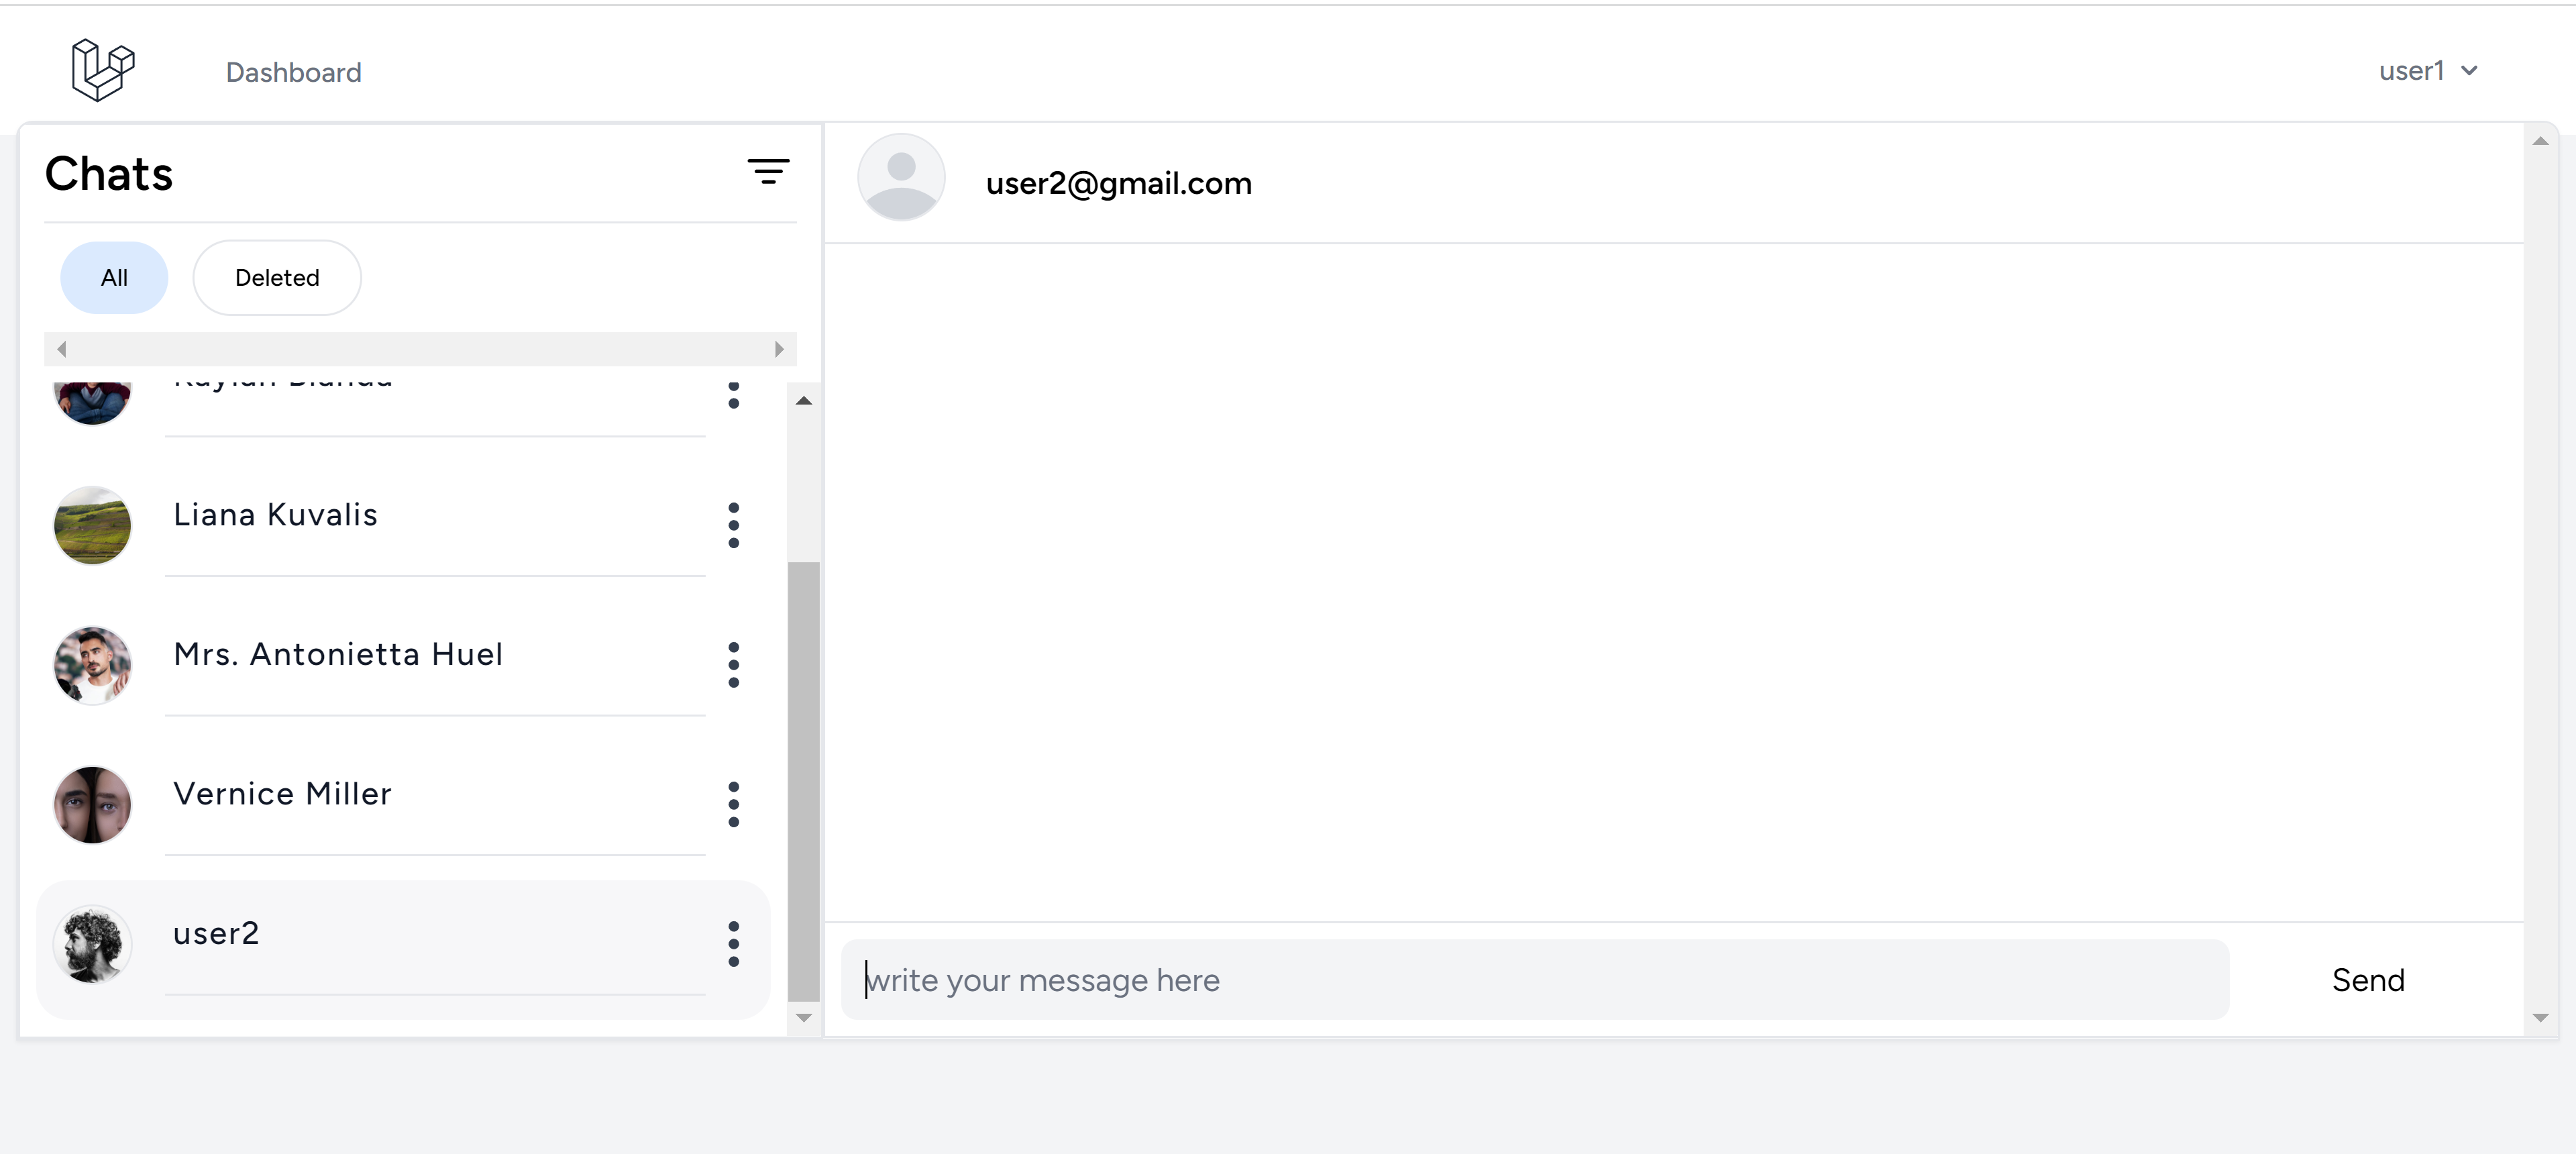 Dashboard
user1
Chats
user2@gmail.com
All
Deleted
Liana Kuvalis
Mrs. Antonietta Huel
Vernice Miller
user2
write your message here
Send